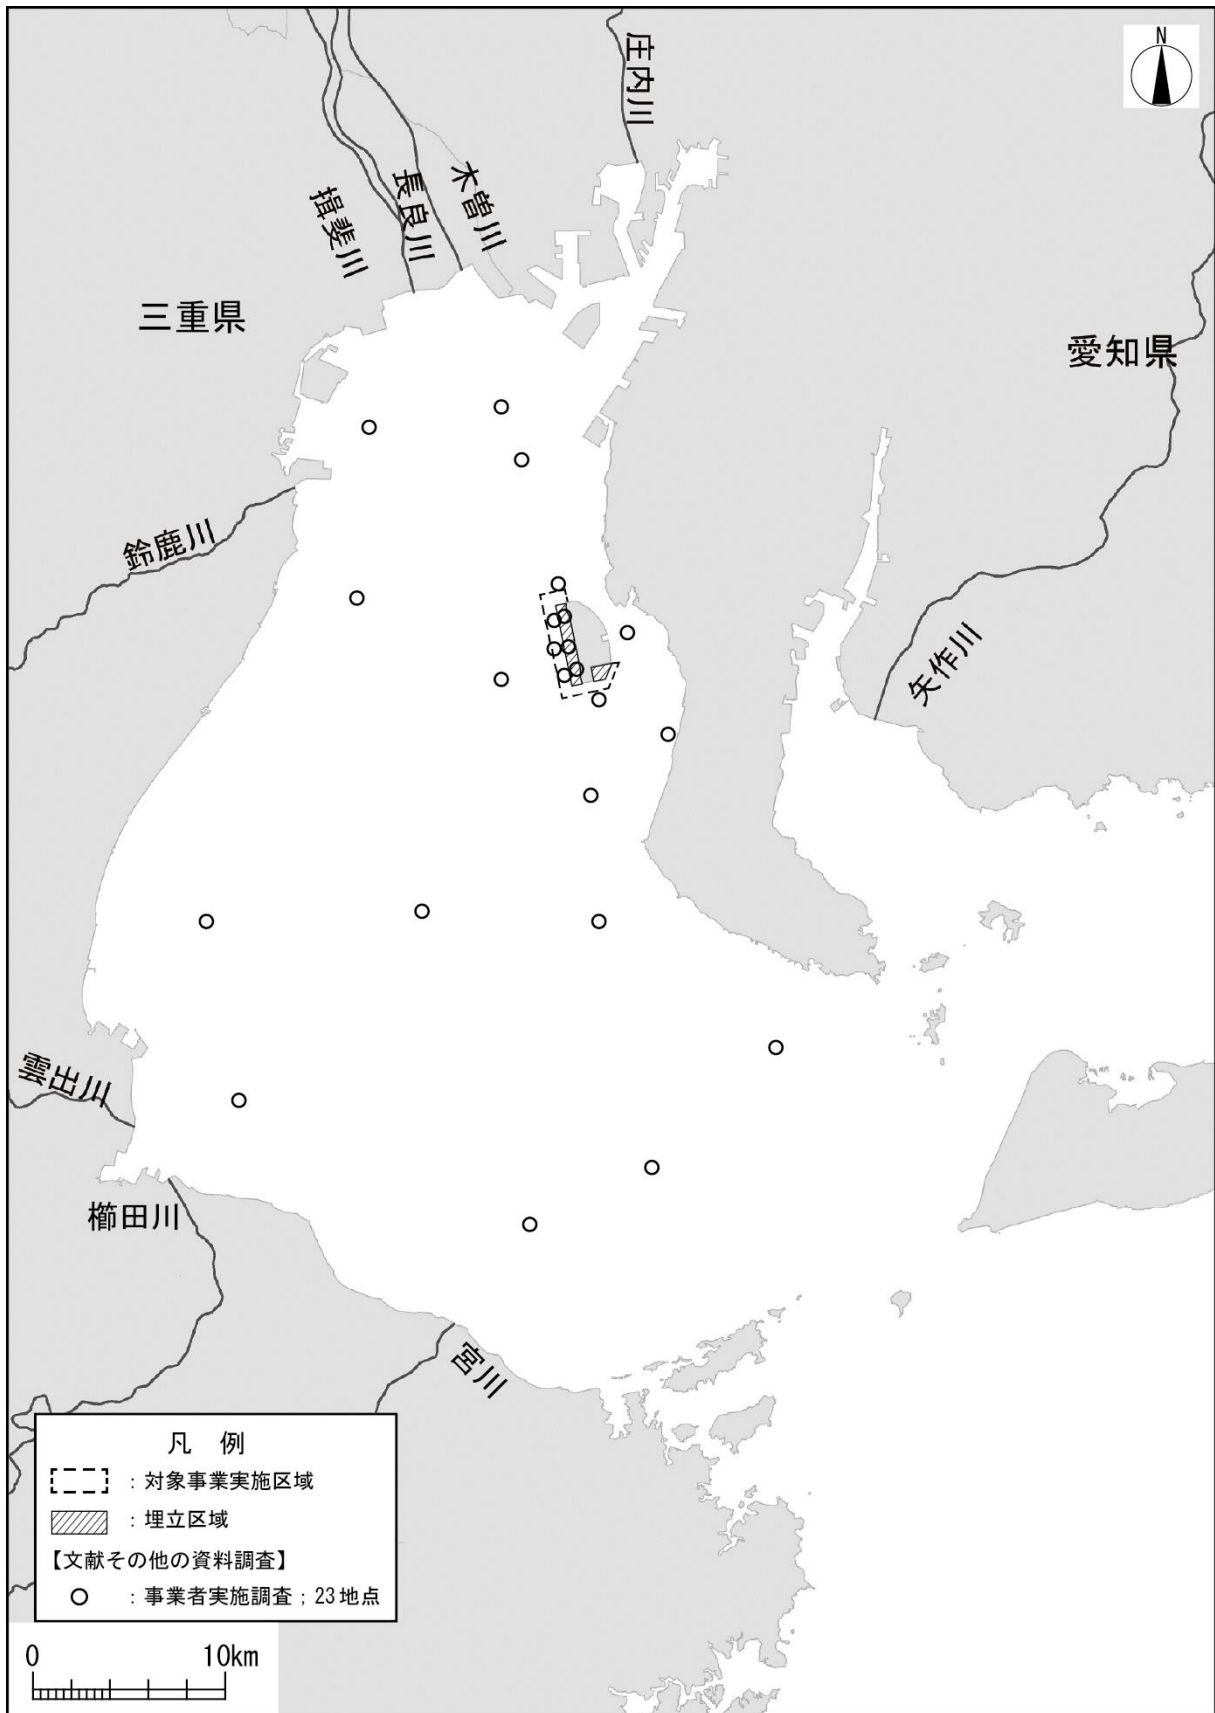 N
庄内川
木曽川
長良川
揖斐川
三重県
愛知県
鈴鹿川
矢作川
雲出川
櫛田川
宮川
凡 例
：対象事業実施区域
：埋立区域
【文献その他の資料調査】
：事業者実施調査；23地点
0 10km